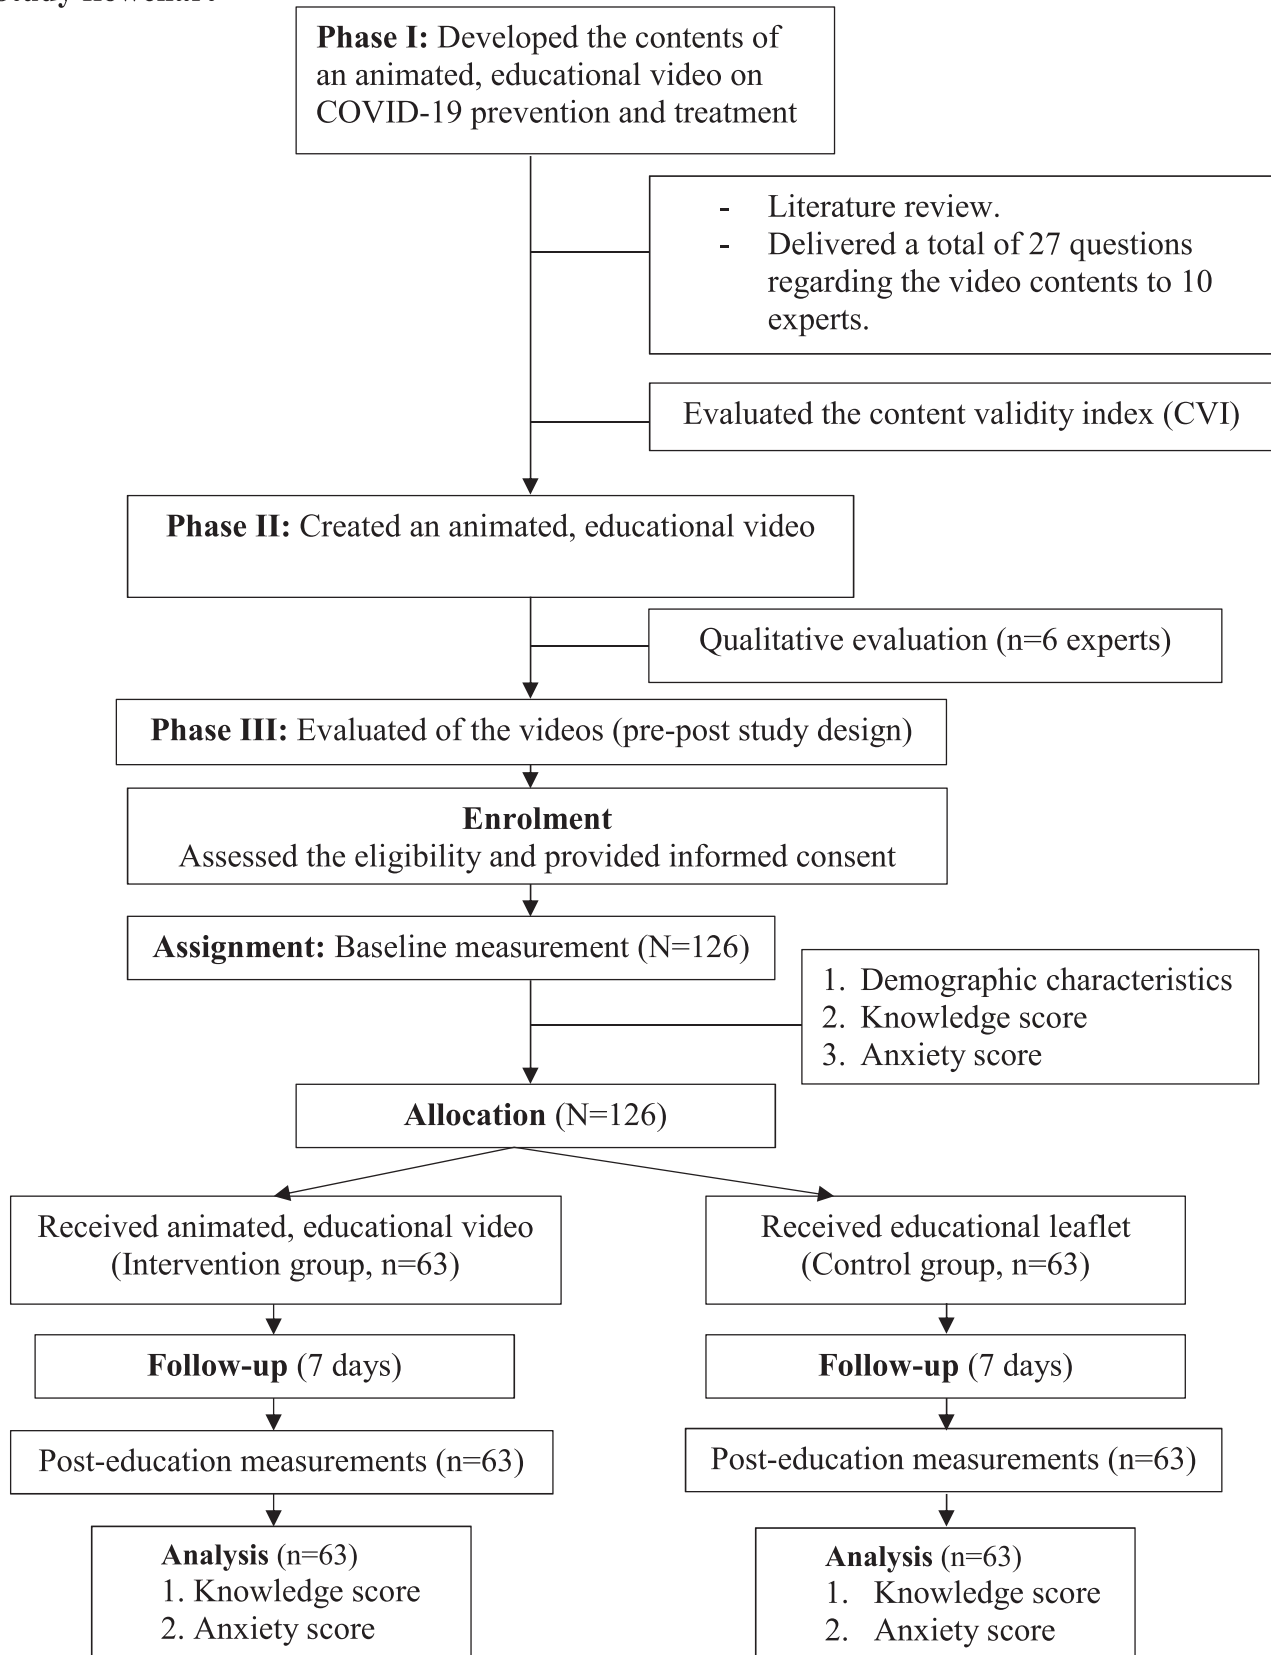 Phase I: Developed the contents of
an animated, educational video on
COVID-19 prevention and treatment
- Literature review.
- Delivered a total of 27 questions
regarding the video contents to 10
experts.
Evaluated the content validity index (CVI)
Phase II: Created an animated, educational video
Qualitative evaluation (n=6 experts)
Phase III: Evaluated of the videos (pre-post study design)
Enrolment
Assessed the eligibility and provided informed consent
Assignment: Baseline measurement (N=126)
1. Demographic characteristics
2. Knowledge score
3. Anxiety score
Allocation (N=126)
Received animated, educational video
(Intervention group, n=63)
Received educational leaflet
(Control group, n=63)
Follow-up (7 days)
Follow-up (7 days)
Post-education measurements (n=63)
Post-education measurements (n=63)
Analysis (n=63)
1. Knowledge score
2. Anxiety score
Analysis (n=63)
1. Knowledge score
2. Anxiety score